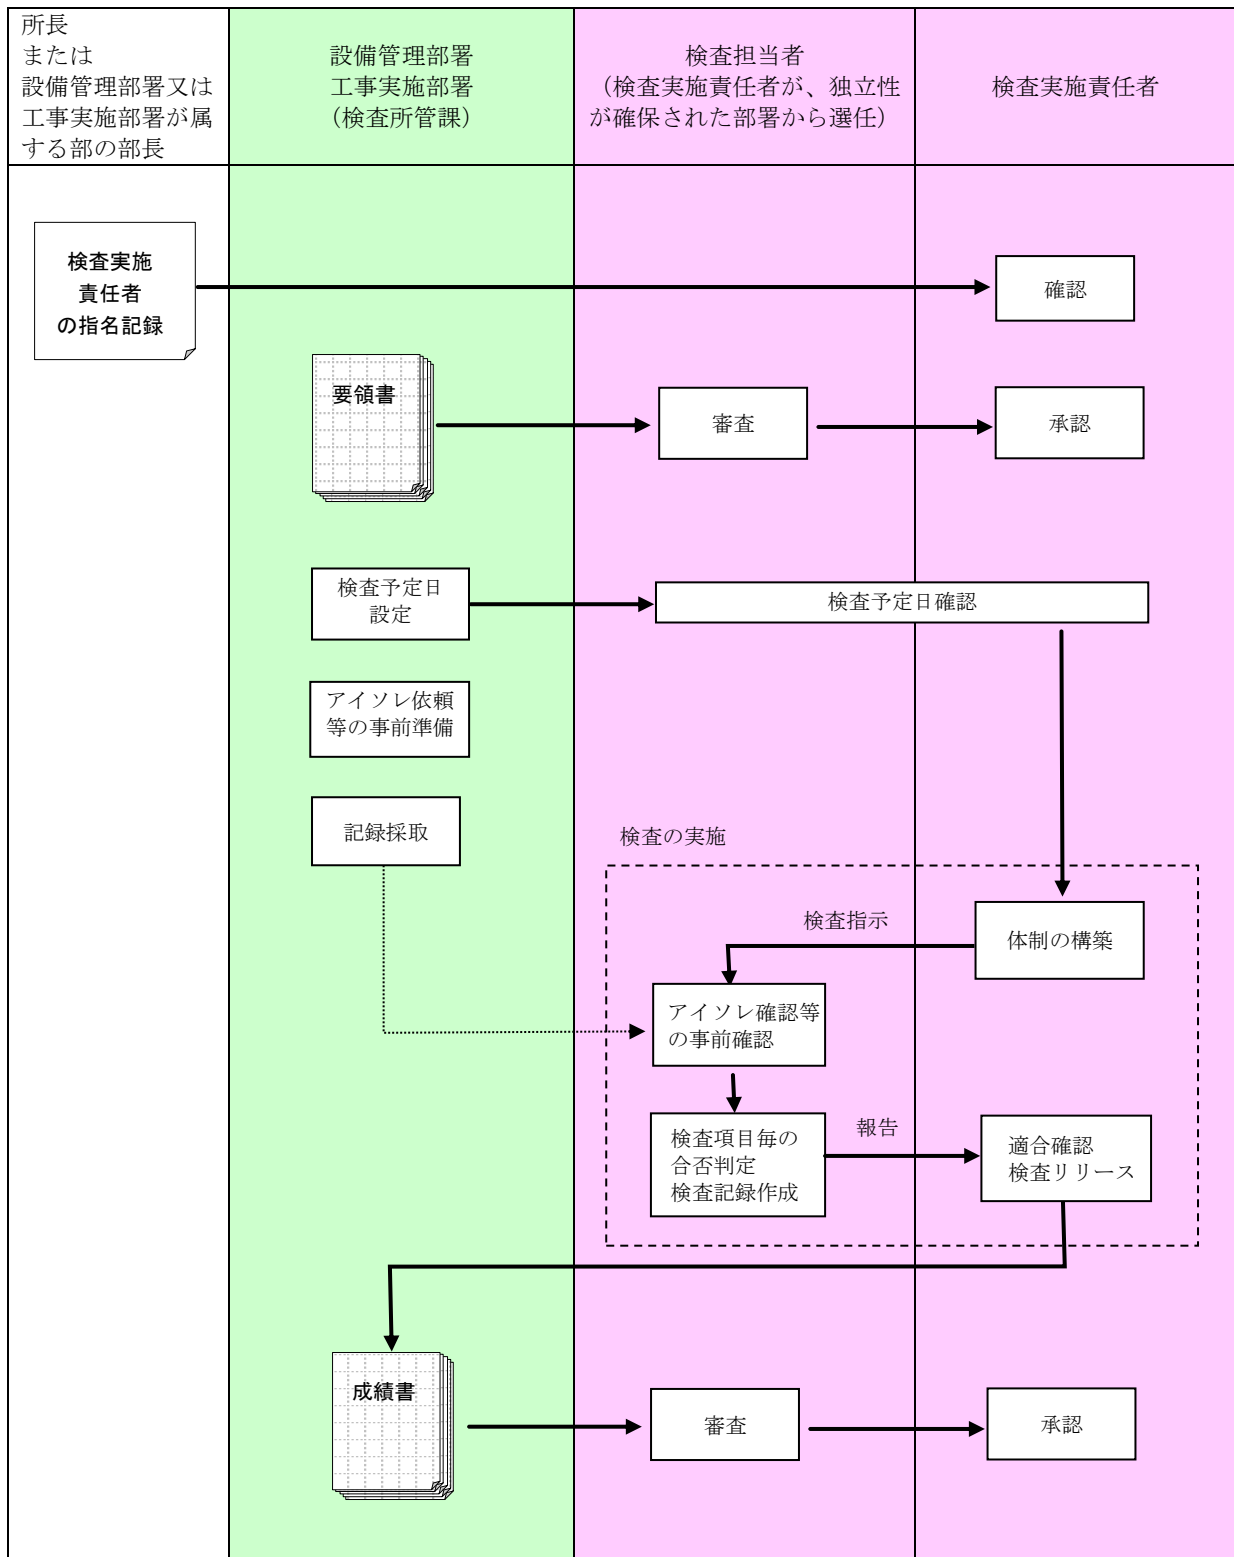 所長
または
設備管理部署又は
工事実施部署が属
する部の部長
設備管理部署
工事実施部署
（検査所管課）
検査担当者
（検査実施責任者が、独立性
が確保された部署から選任）
検査実施責任者
検査実施
責任者
の指名記録
確認
要領書
審査
承認
検査予定日
設定
検査予定日確認
アイソレ依頼
等の事前準備
記録採取
検査の実施
検査指示
体制の構築
アイソレ確認等
の事前確認
検査項目毎の
合否判定
検査記録作成
報告
適合確認
検査リリース
成績書
審査
承認